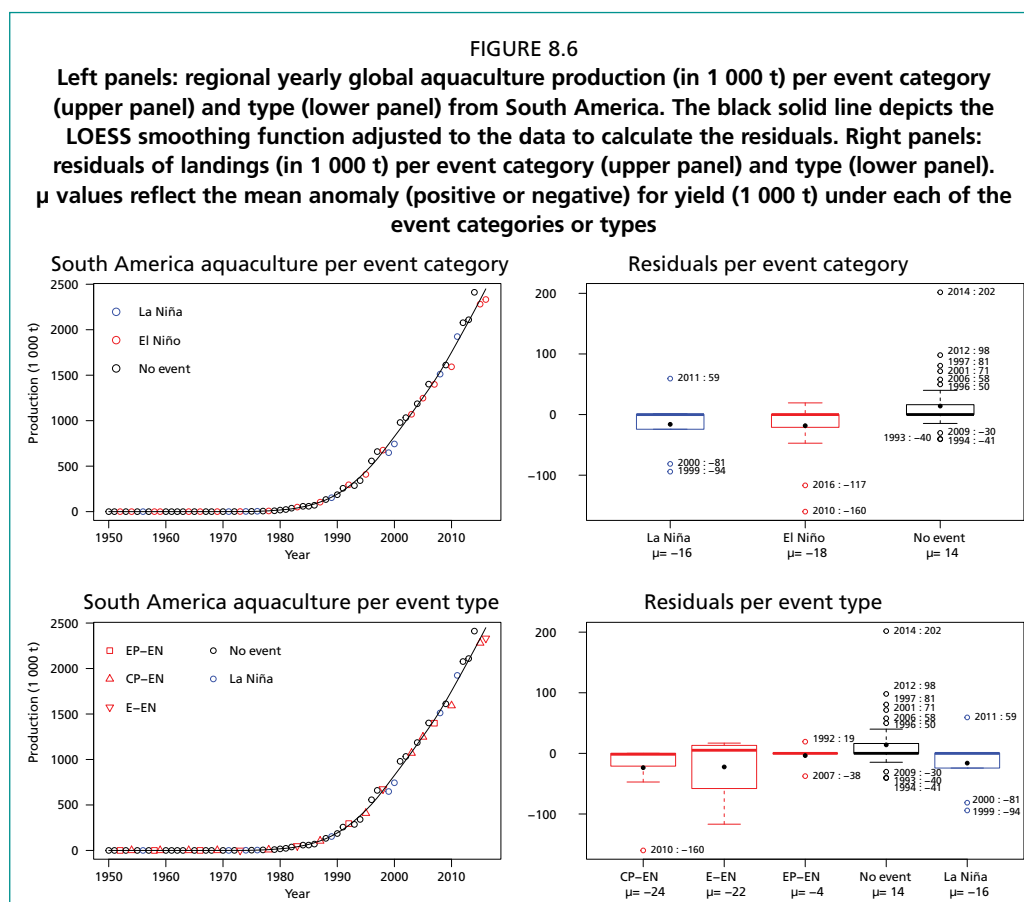 FIGURE 8.6
Left panels: regional yearly global aquaculture production (in 1 000 t) per event category
(upper panel) and type (lower panel) from South America. The black solid line depicts the
LOESS smoothing function adjusted to the data to calculate the residuals. Right panels:
residuals of landings (in 1 000 t) per event category (upper panel) and type (lower panel).
µ values reflect the mean anomaly (positive or negative) for yield (1 000 t) under each of the
event categories or types
South America aquaculture per event category
2500
2000
1500
1000
500
0
Production (1 000 t)
La Niña
El Niño
No event
1950 1960 1970 1980 1990 2000 2010
Year
Residuals per event category
200
100
0
−100
2011 : 59
2000 : −81
1999 : −94
2016 : −117
2010 : −160
2014 : 202
2012 : 98
1997 : 81
2001 : 71
2006 : 58
1996 : 50
2009 : −30
1993 : −40
1994 : −41
La Niña El Niño No event
µ= −16 µ= −18 µ= 14
South America aquaculture per event type
2500
2000
1500
1000
500
0
Production (1 000 t)
EP−EN No event
CP−EN La Niña
E−EN
1950 1960 1970 1980 1990 2000 2010
Year
Residuals per event type
200
100
0
−100
2010 : −160
1992 : 19
2007 : −38
2014 : 202
2012 : 98
1997 : 81
2001 : 71
2006 : 58
1996 : 50
2009 : −30
1993 : −40
1994 : −41
2011 : 59
2000 : −81
1999 : −94
CP−EN E−EN EP−EN No event La Niña
µ= −24 µ= −22 µ= −4 µ= 14 µ= −16